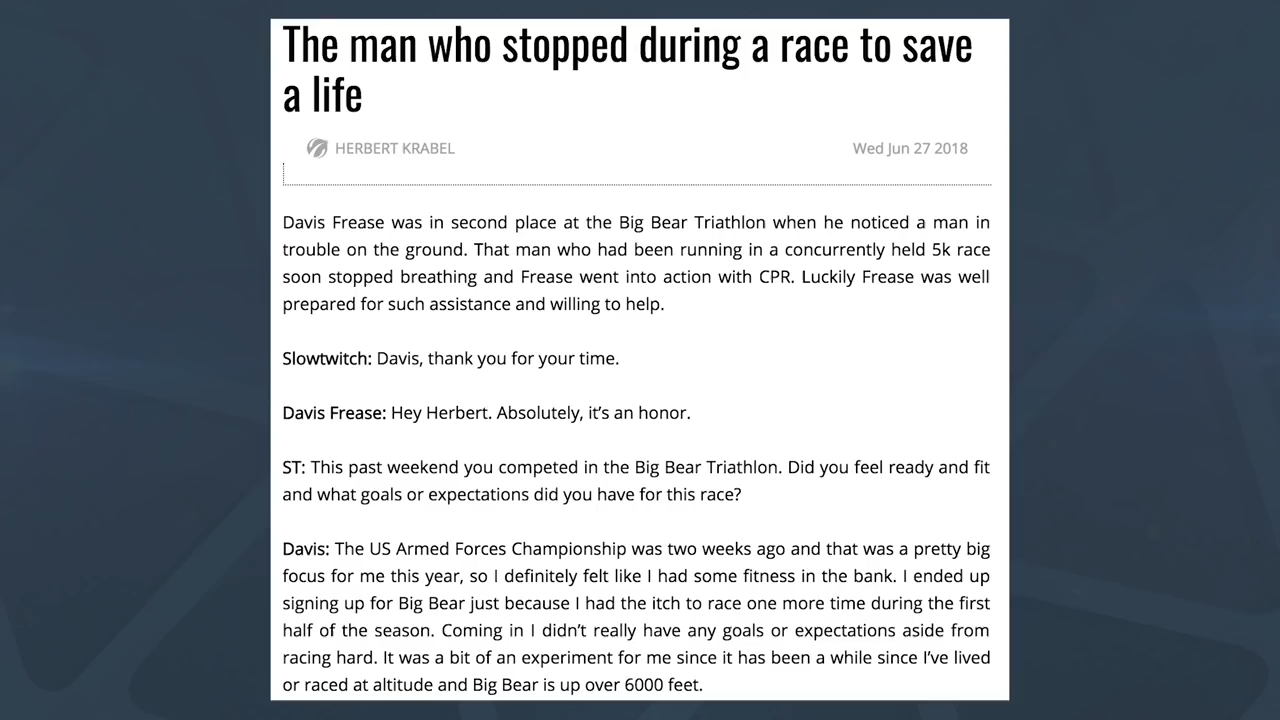 The man who stopped during a race to save
a life
HERBERT KRABEL
Wed Jun 27 2018
Davis Frease was in second place at the Big Bear Triathlon when he noticed a man in
trouble on the ground. That man who had been running in a concurrently held 5k race
soon stopped breathing and Frease went into action with CPR. Luckily Frease was well
prepared for such assistance and willing to help.
Slowtwitch: Davis, thank you for your time.
Davis Frease: Hey Herbert. Absolutely, it’s an honor.
ST: This past weekend you competed in the Big Bear Triathlon. Did you feel ready and fit
and what goals or expectations did you have for this race?
Davis: The US Armed Forces Championship was two weeks ago and that was a pretty big
focus for me this year, so I definitely felt like I had some fitness in the bank. I ended up
signing up for Big Bear just because I had the itch to race one more time during the first
half of the season. Coming in I didn’t really have any goals or expectations aside from
racing hard. It was a bit of an experiment for me since it has been a while since I’ve lived
or raced at altitude and Big Bear is up over 6000 feet.